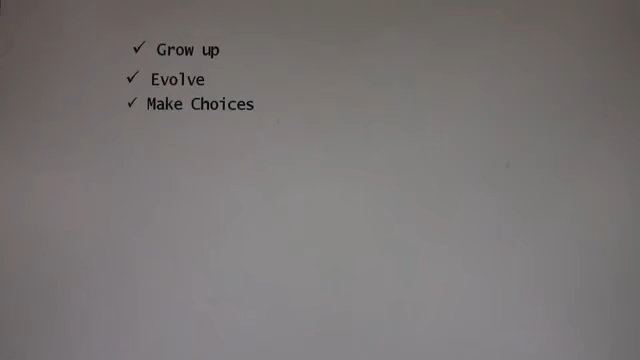 ✓ Grow up
✓ Evolve
✓ Make Choices